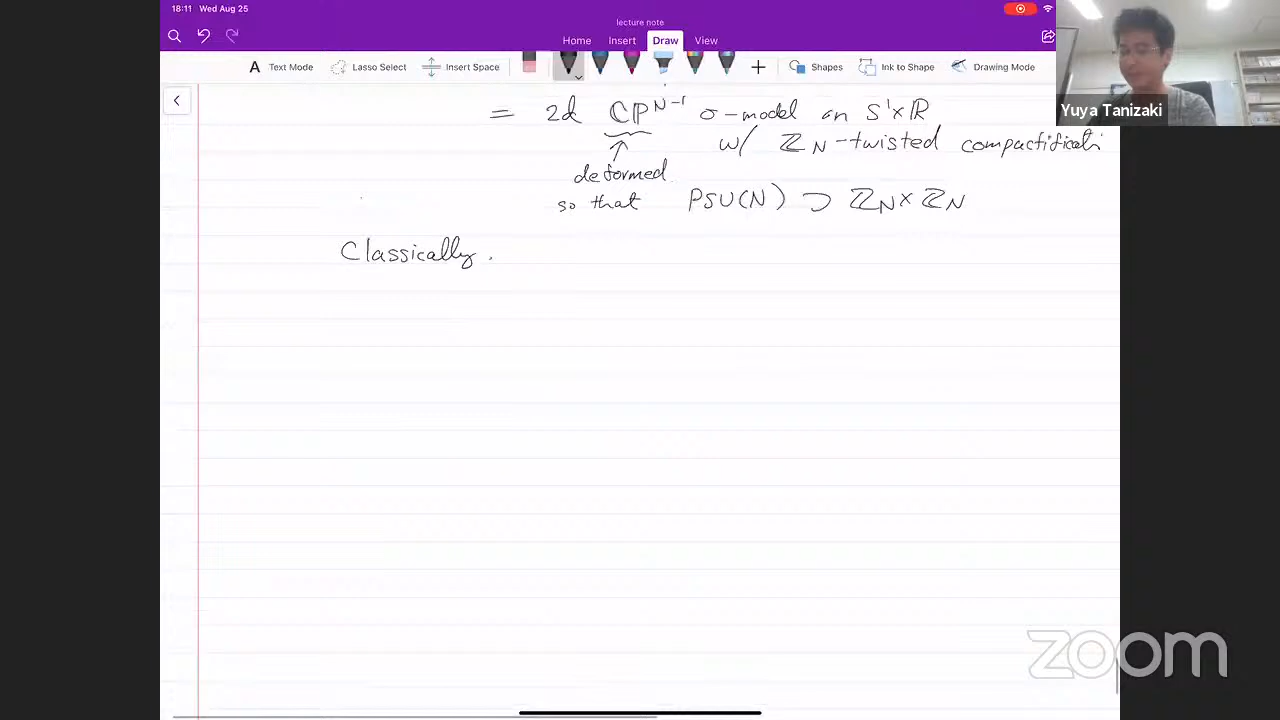 18:11 Wed Aug 25
lecture note
Home Insert Draw View
Text Mode Lasso Select Insert Space Shapes Ink to Shape Drawing Mode
Yuya Tanizaki
= 2d ℂℙ^{N-1} σ-model on S¹×ℝ
w/ ℤ_N-twisted compactificati
deformed
so that PSU(N) ⊃ ℤ_N×ℤ_N
Classically.
zoom